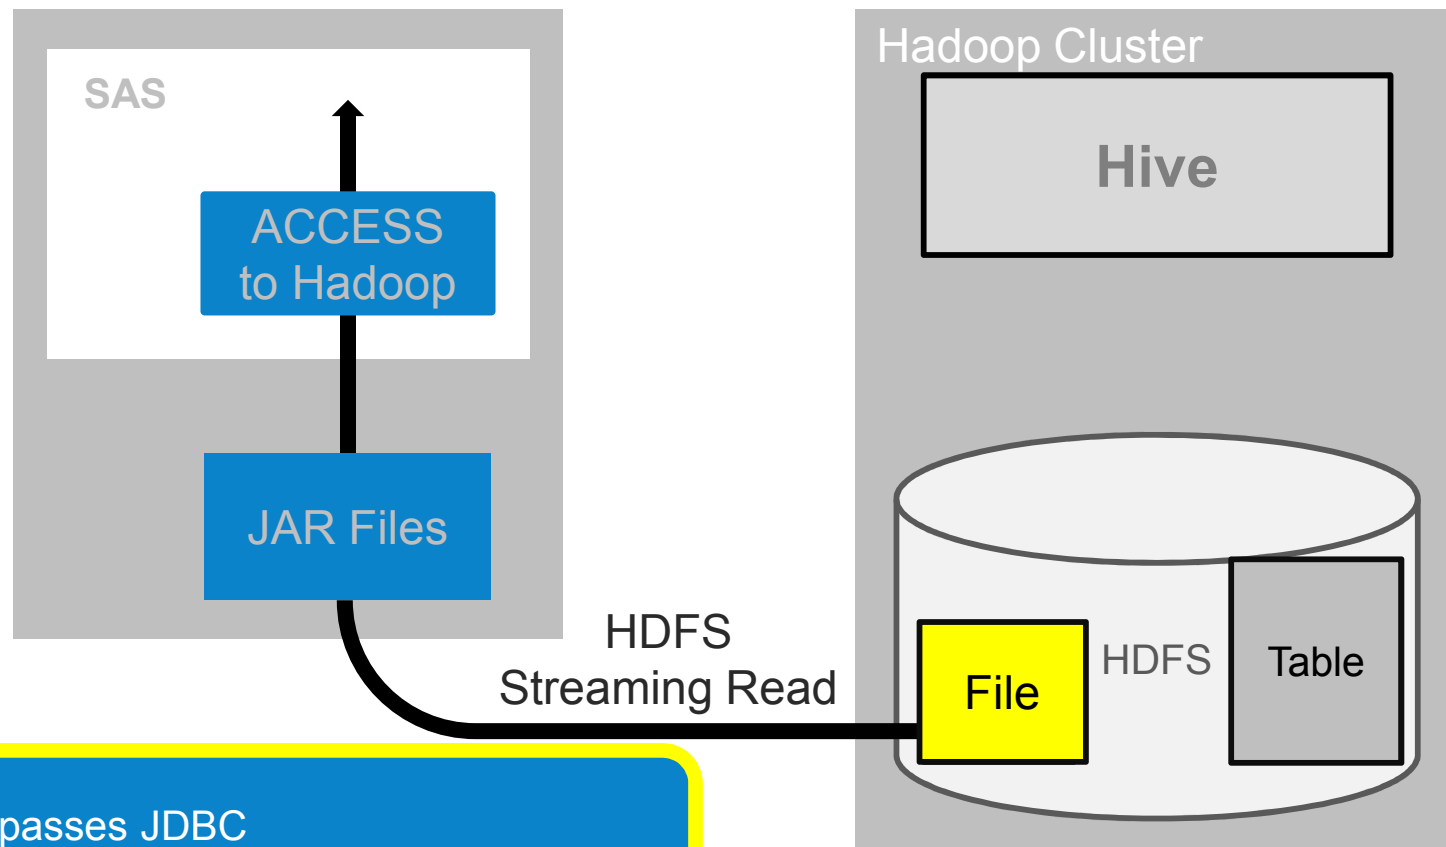 SAS
ACCESS
to Hadoop
JAR Files
HDFS
Streaming Read
Hadoop Cluster
Hive
File
HDFS
Table
passes JDBC